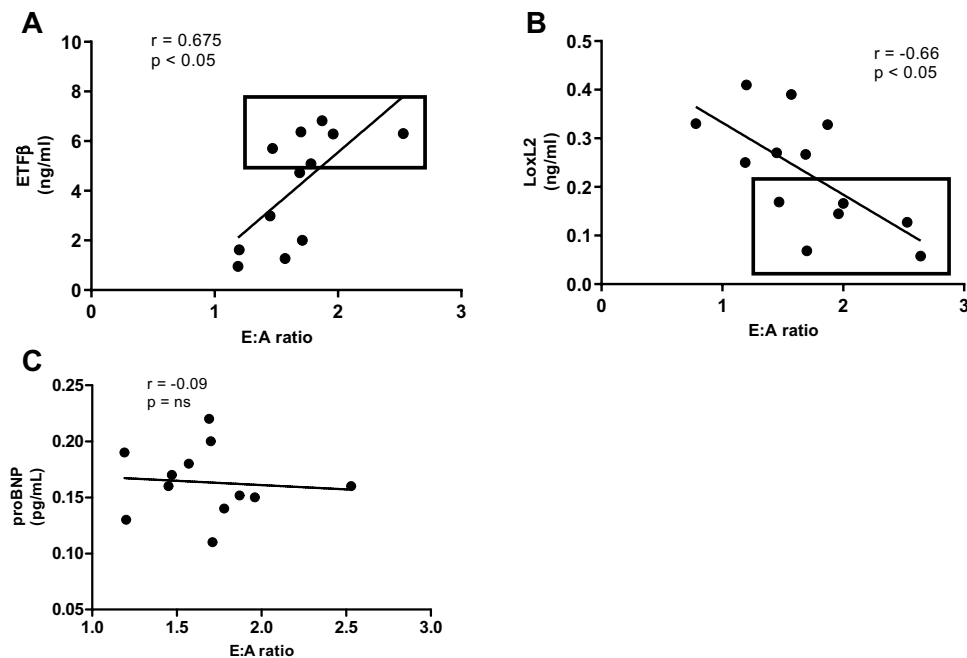 A
r = 0.675
p < 0.05
10
8
6
4
2
0
ETFβ
(ng/ml)
0
1
2
3
E:A ratio
B
r = -0.66
p < 0.05
0.5
0.4
0.3
0.2
0.1
0.0
LoxL2
(ng/ml)
0
1
2
3
E:A ratio
C
r = -0.09
p = ns
0.25
0.20
0.15
0.10
0.05
proBNP
(pg/mL)
1.0
1.5
2.0
2.5
3.0
E:A ratio